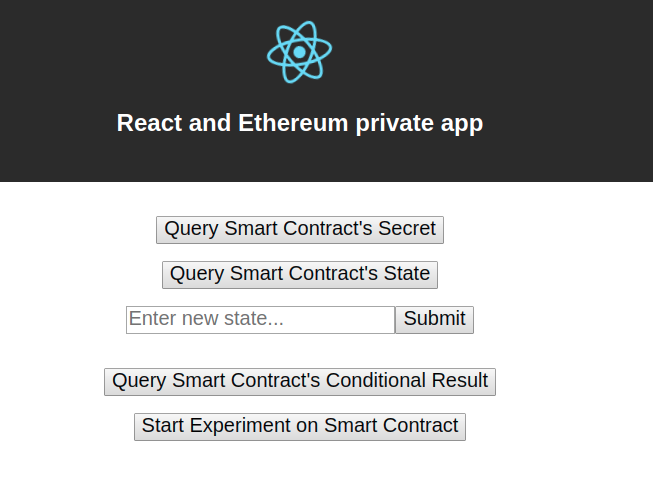 React and Ethereum private app
Query Smart Contract's Secret
Query Smart Contract's State
Enter new state... Submit
Query Smart Contract's Conditional Result
Start Experiment on Smart Contract